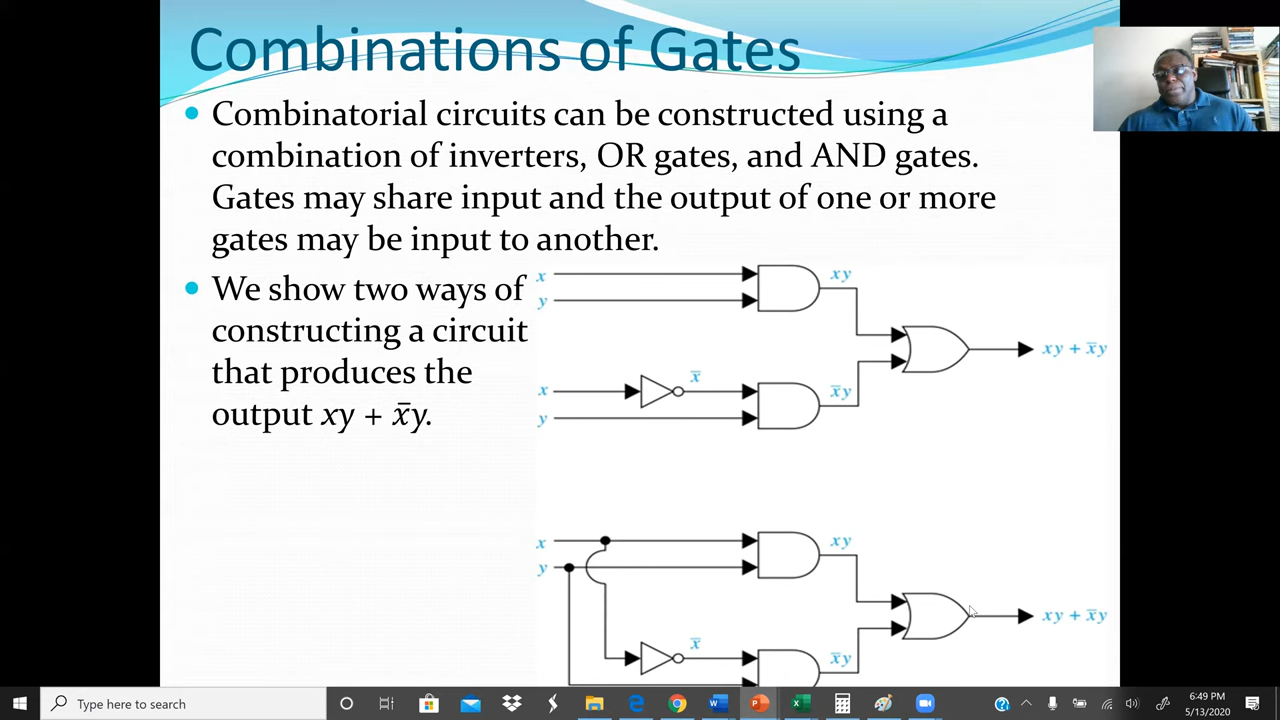 Combinations of Gates
• Combinatorial circuits can be constructed using a
combination of inverters, OR gates, and AND gates.
Gates may share input and the output of one or more
gates may be input to another.
• We show two ways of
constructing a circuit
that produces the
output xy + x̄y.
x
y
xy
x
x̄
y
x̄y
xy + x̄y
x
y
xy
x̄
x̄y
xy + x̄y
Type here to search
6:49 PM
5/13/2020